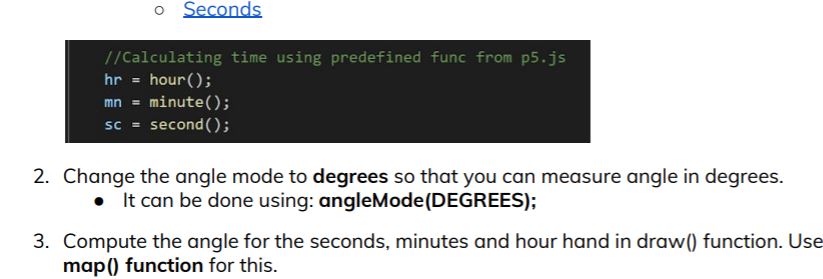 ○ Seconds
//Calculating time using predefined func from p5.js
hr = hour();
mn = minute();
sc = second();
2. Change the angle mode to degrees so that you can measure angle in degrees.
● It can be done using: angleMode(DEGREES);
3. Compute the angle for the seconds, minutes and hour hand in draw() function. Use
map() function for this.